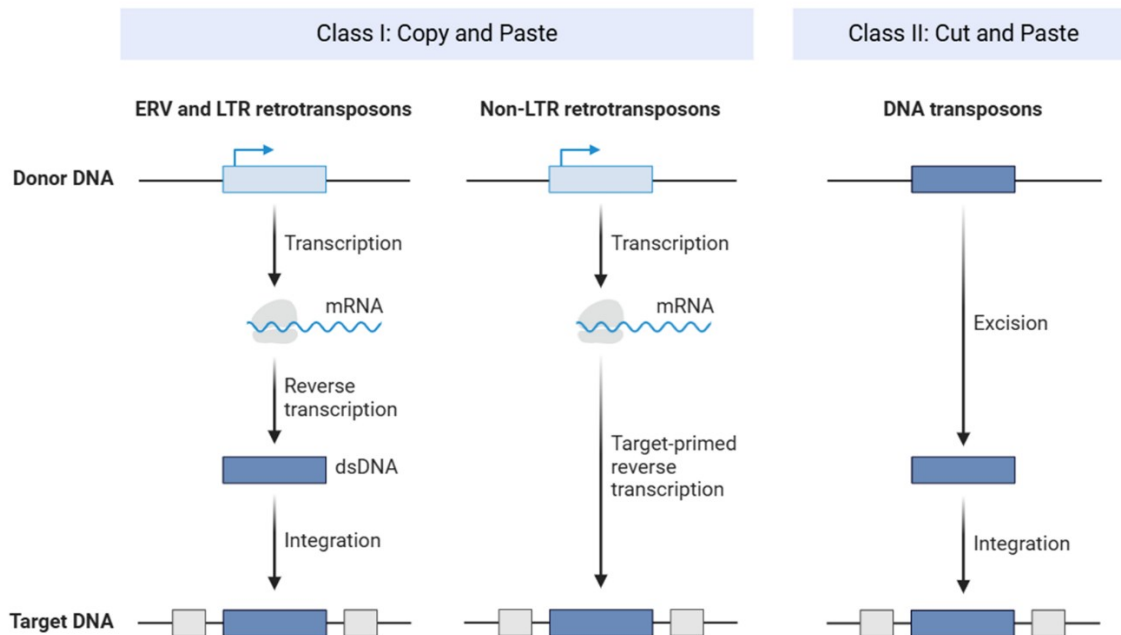 Class I: Copy and Paste
Class II: Cut and Paste
ERV and LTR retrotransposons
Non-LTR retrotransposons
DNA transposons
Donor DNA
Transcription
Transcription
mRNA
mRNA
Excision
Reverse
transcription
Target-primed
reverse
transcription
dsDNA
Integration
Integration
Target DNA